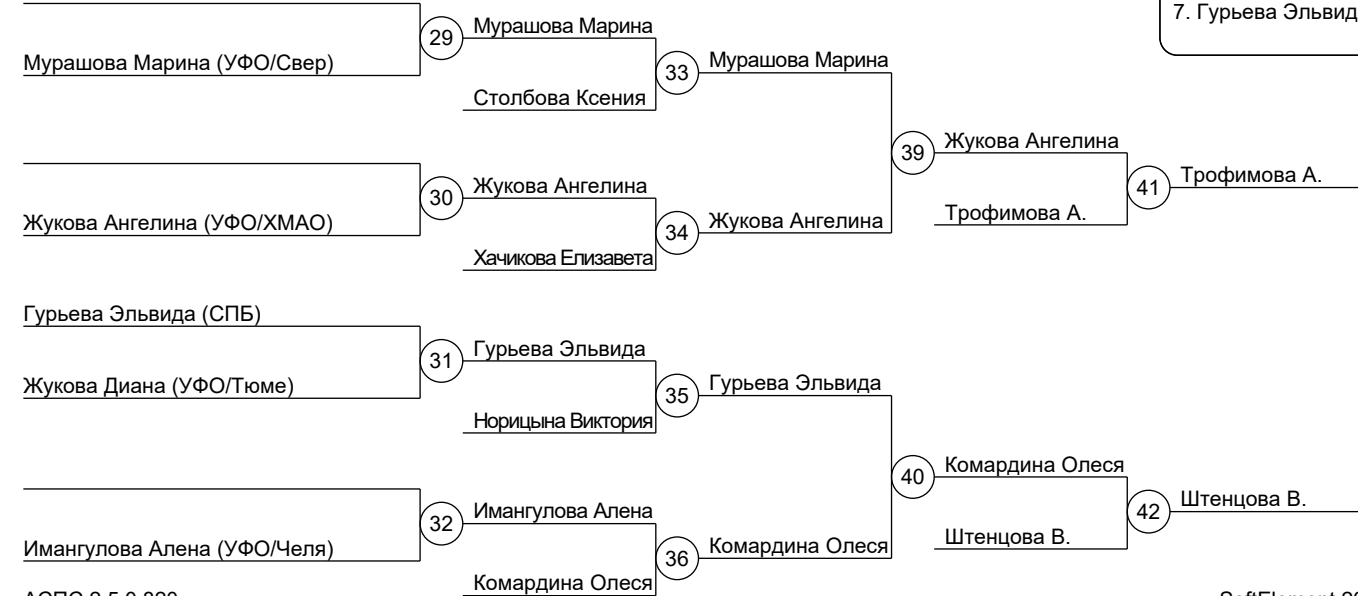 7. Гурьева Эльвид
Мурашова Марина
29
Мурашова Марина (УФО/Свер)
Мурашова Марина
33
Столбова Ксения
Жукова Ангелина
39
Трофимова А.
41
Жукова Ангелина
30
Трофимова А.
Жукова Ангелина (УФО/ХМАО)
Жукова Ангелина
34
Хачикова Елизавета
Гурьева Эльвида (СПБ)
Гурьева Эльвида
31
Гурьева Эльвида
Жукова Диана (УФО/Тюме)
35
Норицына Виктория
Комардина Олеся
40
Штенцова В.
Имангулова Алена
42
32
Штенцова В.
Имангулова Алена (УФО/Челя)
Комардина Олеся
36
Комардина Олеся